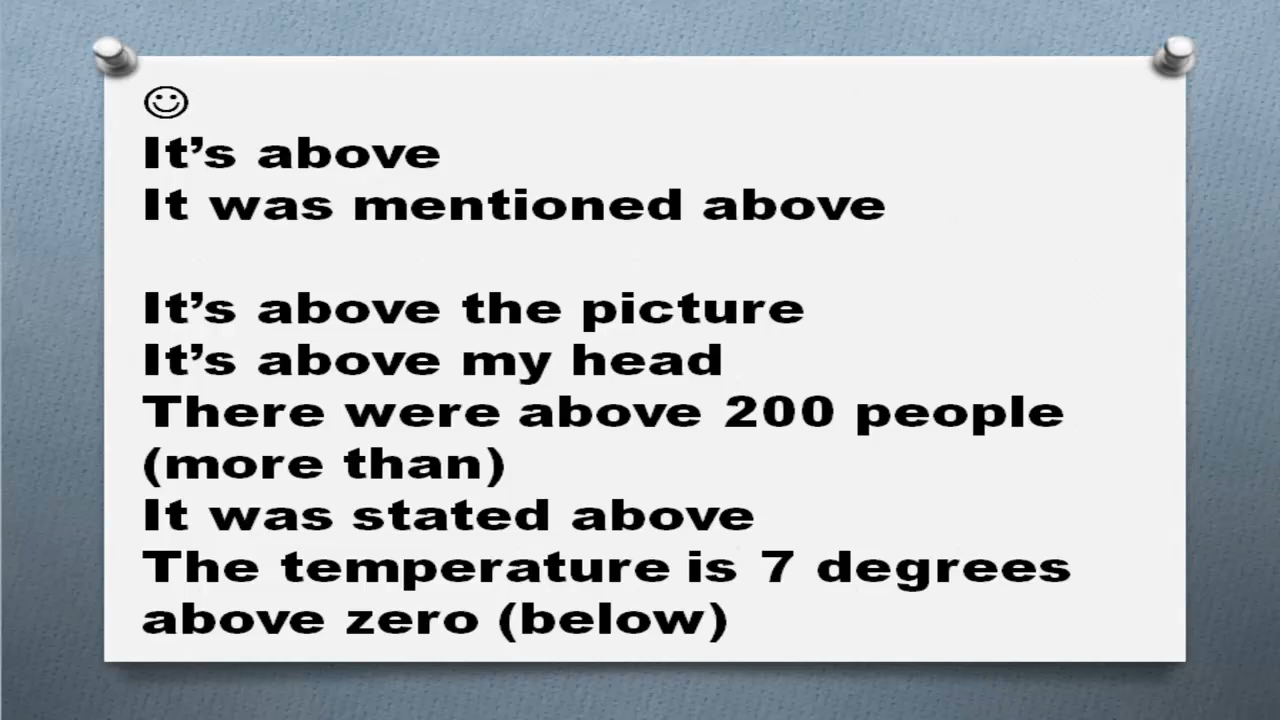 ☺
It’s above
It was mentioned above
It’s above the picture
It’s above my head
There were above 200 people
(more than)
It was stated above
The temperature is 7 degrees
above zero (below)